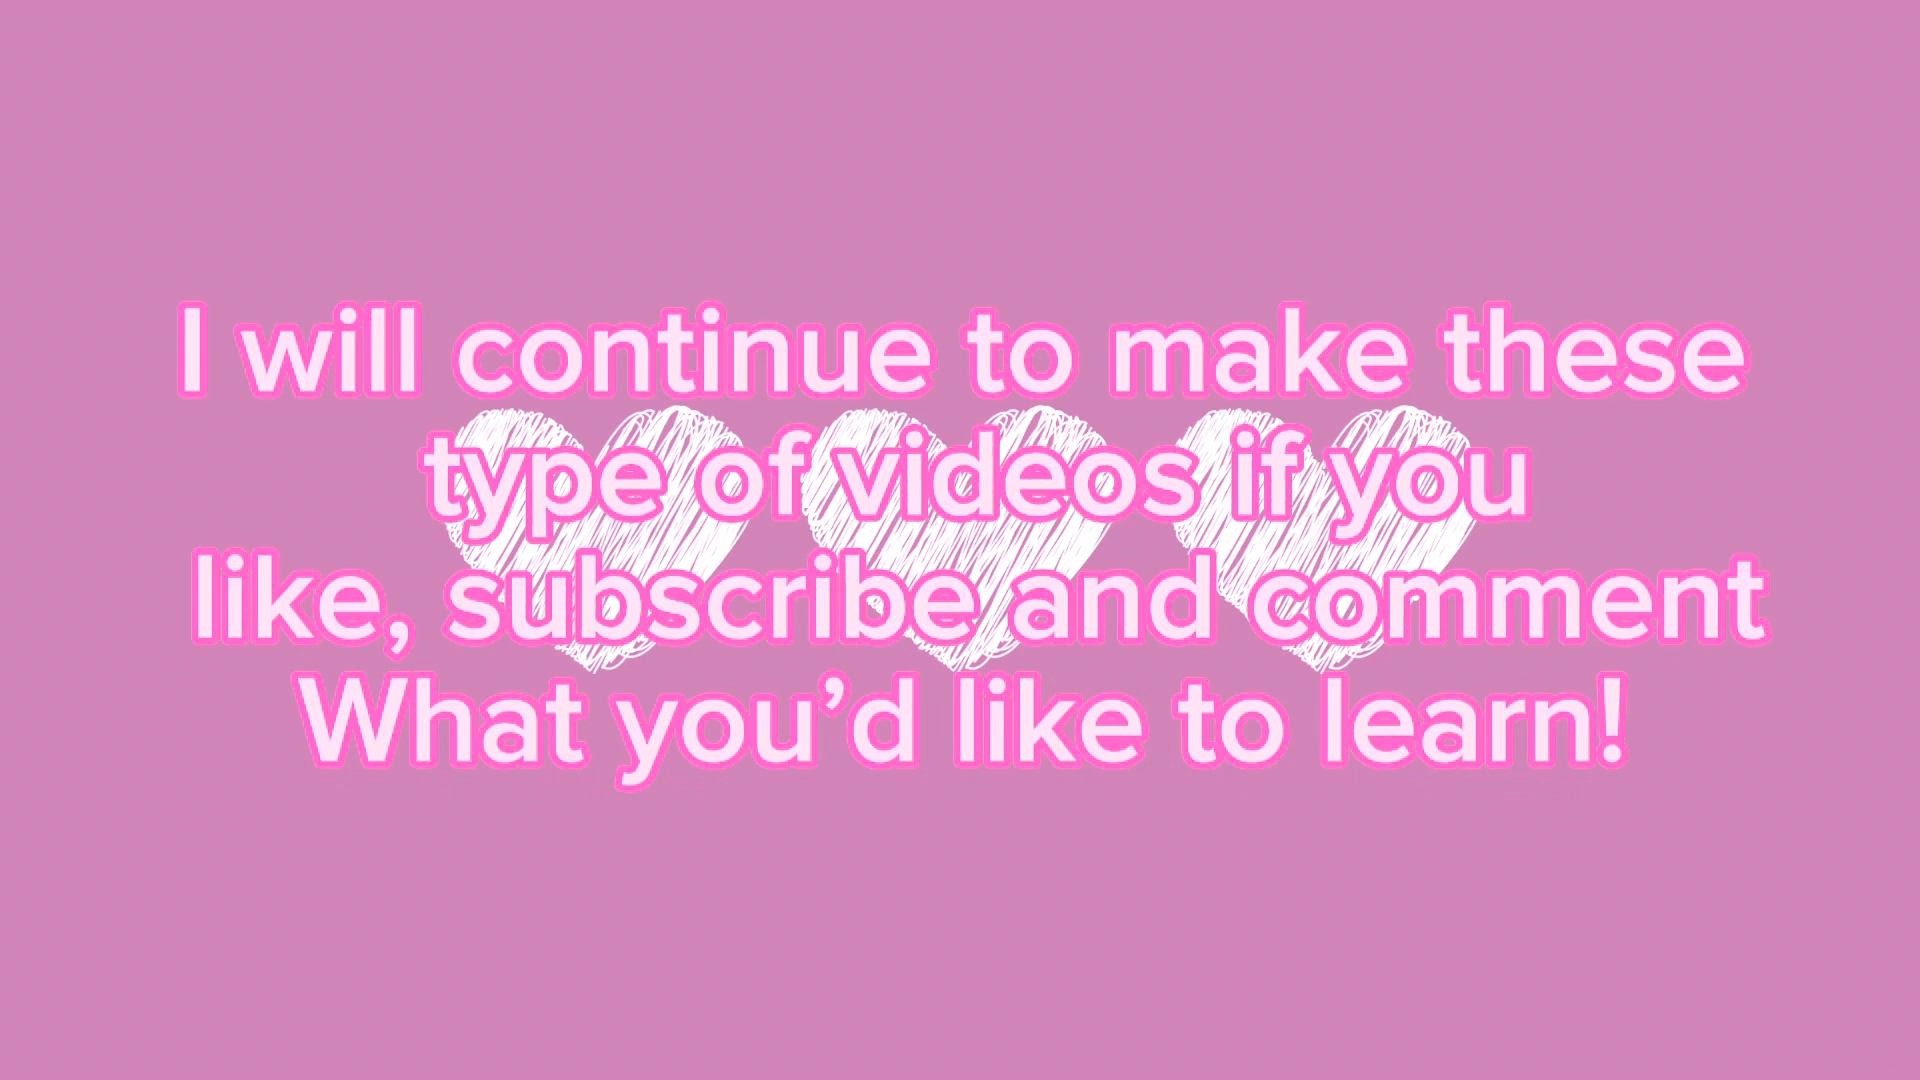 I will continue to make these
type of videos if you
like, subscribe and comment
What you’d like to learn!